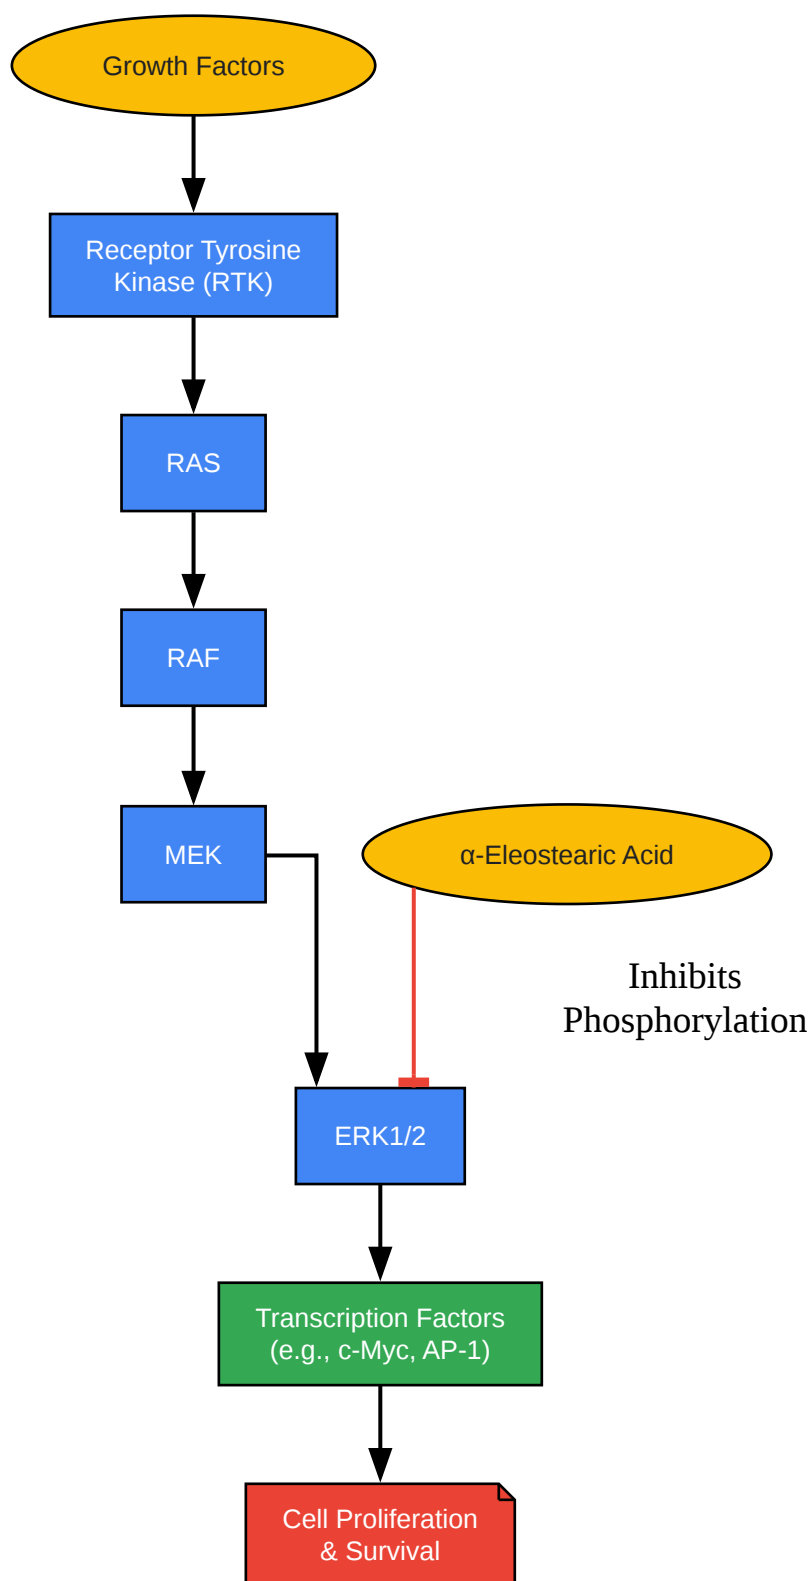 Growth Factors
Receptor Tyrosine
Kinase (RTK)
RAS
RAF
MEK
α-Eleostearic Acid
Inhibits
Phosphorylation
ERK1/2
Transcription Factors
(e.g., c-Myc, AP-1)
Cell Proliferation
& Survival